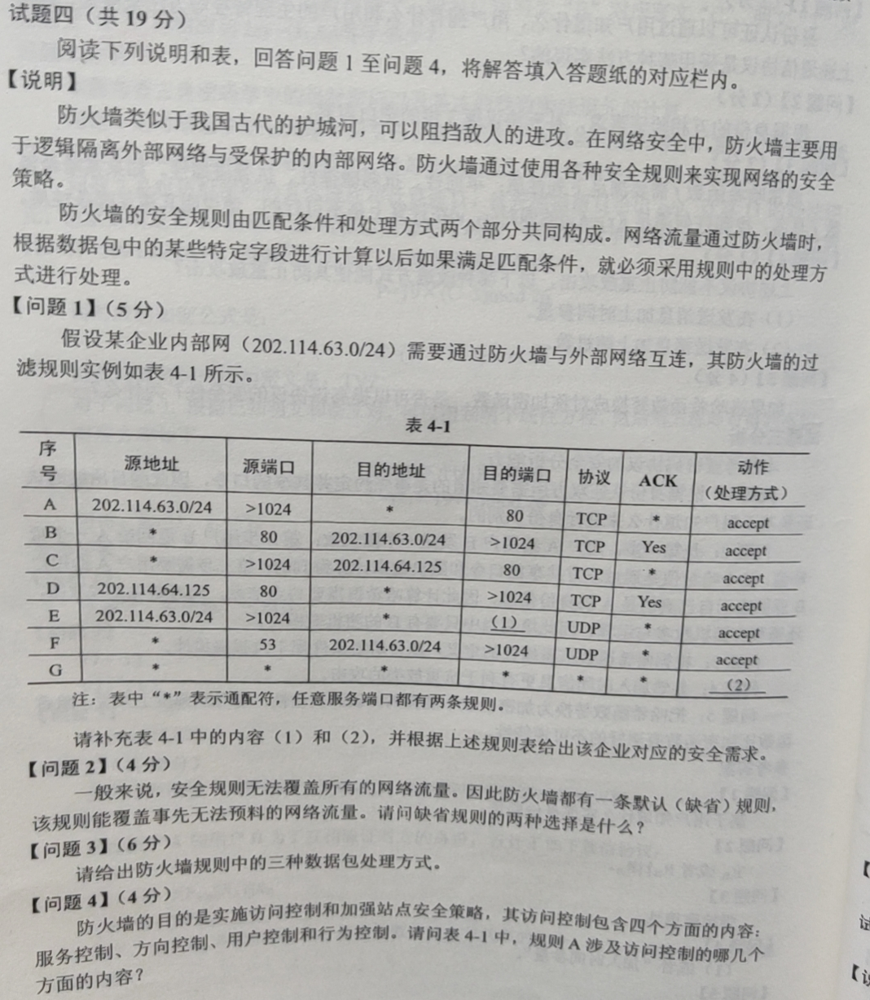 试题四（共 19 分）
阅读下列说明和表，回答问题 1 至问题 4，将解答填入答题纸的对应栏内。
【说明】
防火墙类似于我国古代的护城河，可以阻挡敌人的进攻。在网络安全中，防火墙主要用
于逻辑隔离外部网络与受保护的内部网络。防火墙通过使用各种安全规则来实现网络的安全
策略。
防火墙的安全规则由匹配条件和处理方式两个部分共同构成。网络流量通过防火墙时，
根据数据包中的某些特定字段进行计算以后如果满足匹配条件，就必须采用规则中的处理方
式进行处理。
【问题 1】（5 分）
假设某企业内部网（202.114.63.0/24）需要通过防火墙与外部网络互连，其防火墙的过
滤规则实例如表 4-1 所示。
表 4-1
序号 源地址 源端口 目的地址 目的端口 协议 ACK 动作（处理方式）
A 202.114.63.0/24 >1024 * 80 TCP * accept
B * 80 202.114.63.0/24 >1024 TCP Yes accept
C * >1024 202.114.64.125 80 TCP * accept
D 202.114.64.125 80 * >1024 TCP Yes accept
E 202.114.63.0/24 >1024 * （1） UDP * accept
F * 53 202.114.63.0/24 >1024 UDP * accept
G * * * * * * （2）
注：表中“*”表示通配符，任意服务端口都有两条规则。
请补充表 4-1 中的内容（1）和（2），并根据上述规则表给出该企业对应的安全需求。
【问题 2】（4 分）
一般来说，安全规则无法覆盖所有的网络流量。因此防火墙都有一条默认（缺省）规则，
该规则能覆盖事先无法预料的网络流量。请问缺省规则的两种选择是什么？
【问题 3】（6 分）
请给出防火墙规则中的三种数据包处理方式。
【问题 4】（4 分）
防火墙的目的是实施访问控制和加强站点安全策略，其访问控制包含四个方面的内容：
服务控制、方向控制、用户控制和行为控制。请问表 4-1 中，规则 A 涉及访问控制的哪几个
方面的内容？